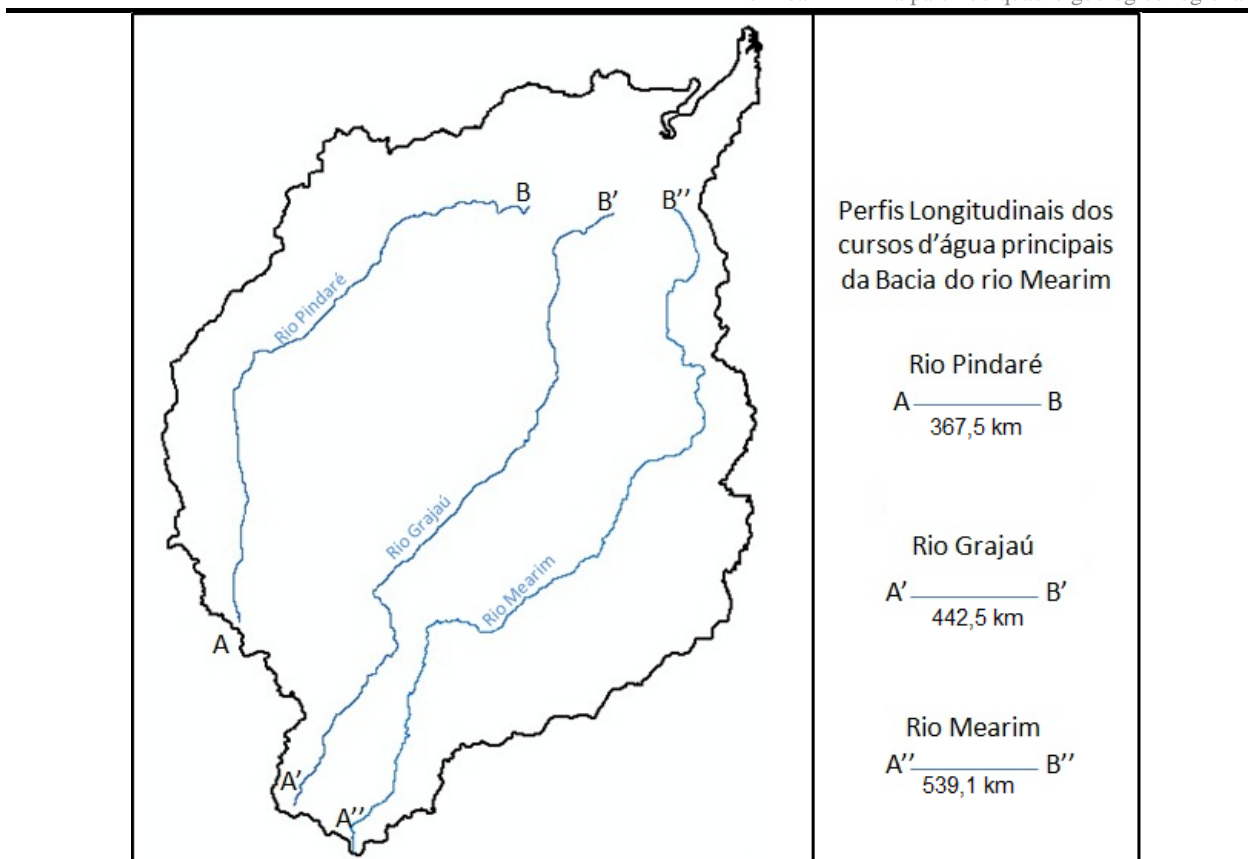 B
B'
B''
Rio Pindaré
Rio Grajaú
Rio Mearim
A
A'
A''
Perfis Longitudinais dos
cursos d'água principais
da Bacia do rio Mearim
Rio Pindaré
A B
367,5 km
Rio Grajaú
A' B'
442,5 km
Rio Mearim
A'' B''
539,1 km